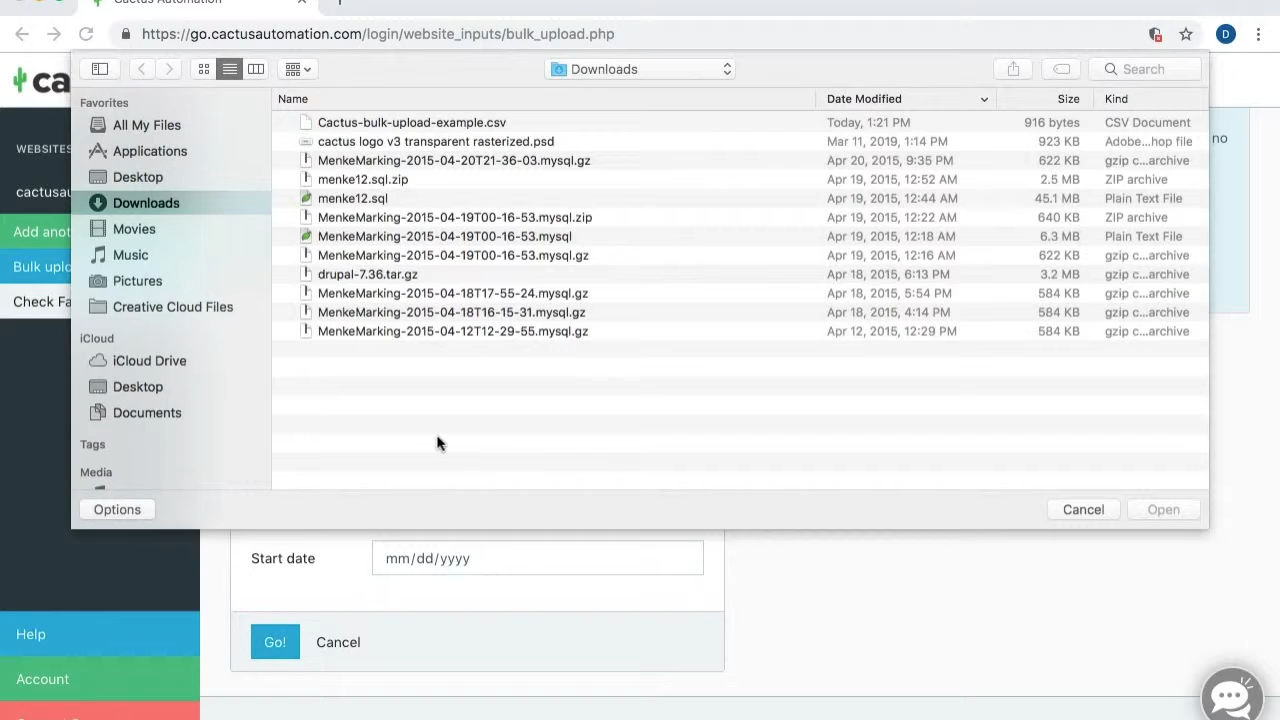 Cactus Automation
https://go.cactusautomation.com/login/website_inputs/bulk_upload.php
D
ca
Downloads
Search
Favorites
All My Files
Applications
Desktop
Downloads
Movies
Music
Pictures
Creative Cloud Files
iCloud
iCloud Drive
Desktop
Documents
Tags
Media
Name Date Modified Size Kind
Cactus-bulk-upload-example.csv Today, 1:21 PM 916 bytes CSV Document
cactus logo v3 transparent rasterized.psd Mar 11, 2019, 1:14 PM 923 KB Adobe...hop file
MenkeMarking-2015-04-20T21-36-03.mysql.gz Apr 20, 2015, 9:35 PM 622 KB gzip c...archive
menke12.sql.zip Apr 19, 2015, 12:52 AM 2.5 MB ZIP archive
menke12.sql Apr 19, 2015, 12:44 AM 45.1 MB Plain Text File
MenkeMarking-2015-04-19T00-16-53.mysql.zip Apr 19, 2015, 12:22 AM 640 KB ZIP archive
MenkeMarking-2015-04-19T00-16-53.mysql Apr 19, 2015, 12:18 AM 6.3 MB Plain Text File
MenkeMarking-2015-04-19T00-16-53.mysql.gz Apr 19, 2015, 12:16 AM 622 KB gzip c...archive
drupal-7.36.tar.gz Apr 18, 2015, 6:13 PM 3.2 MB gzip c...archive
MenkeMarking-2015-04-18T17-55-24.mysql.gz Apr 18, 2015, 5:54 PM 584 KB gzip c...archive
MenkeMarking-2015-04-18T16-15-31.mysql.gz Apr 18, 2015, 4:14 PM 584 KB gzip c...archive
MenkeMarking-2015-04-12T12-29-55.mysql.gz Apr 12, 2015, 12:29 PM 584 KB gzip c...archive
Options
Cancel
Open
WEBSITES
cactusau
Add anot
Bulk uplo
Check Fa
no
Start date
mm/dd/yyyy
Go!
Cancel
Help
Account